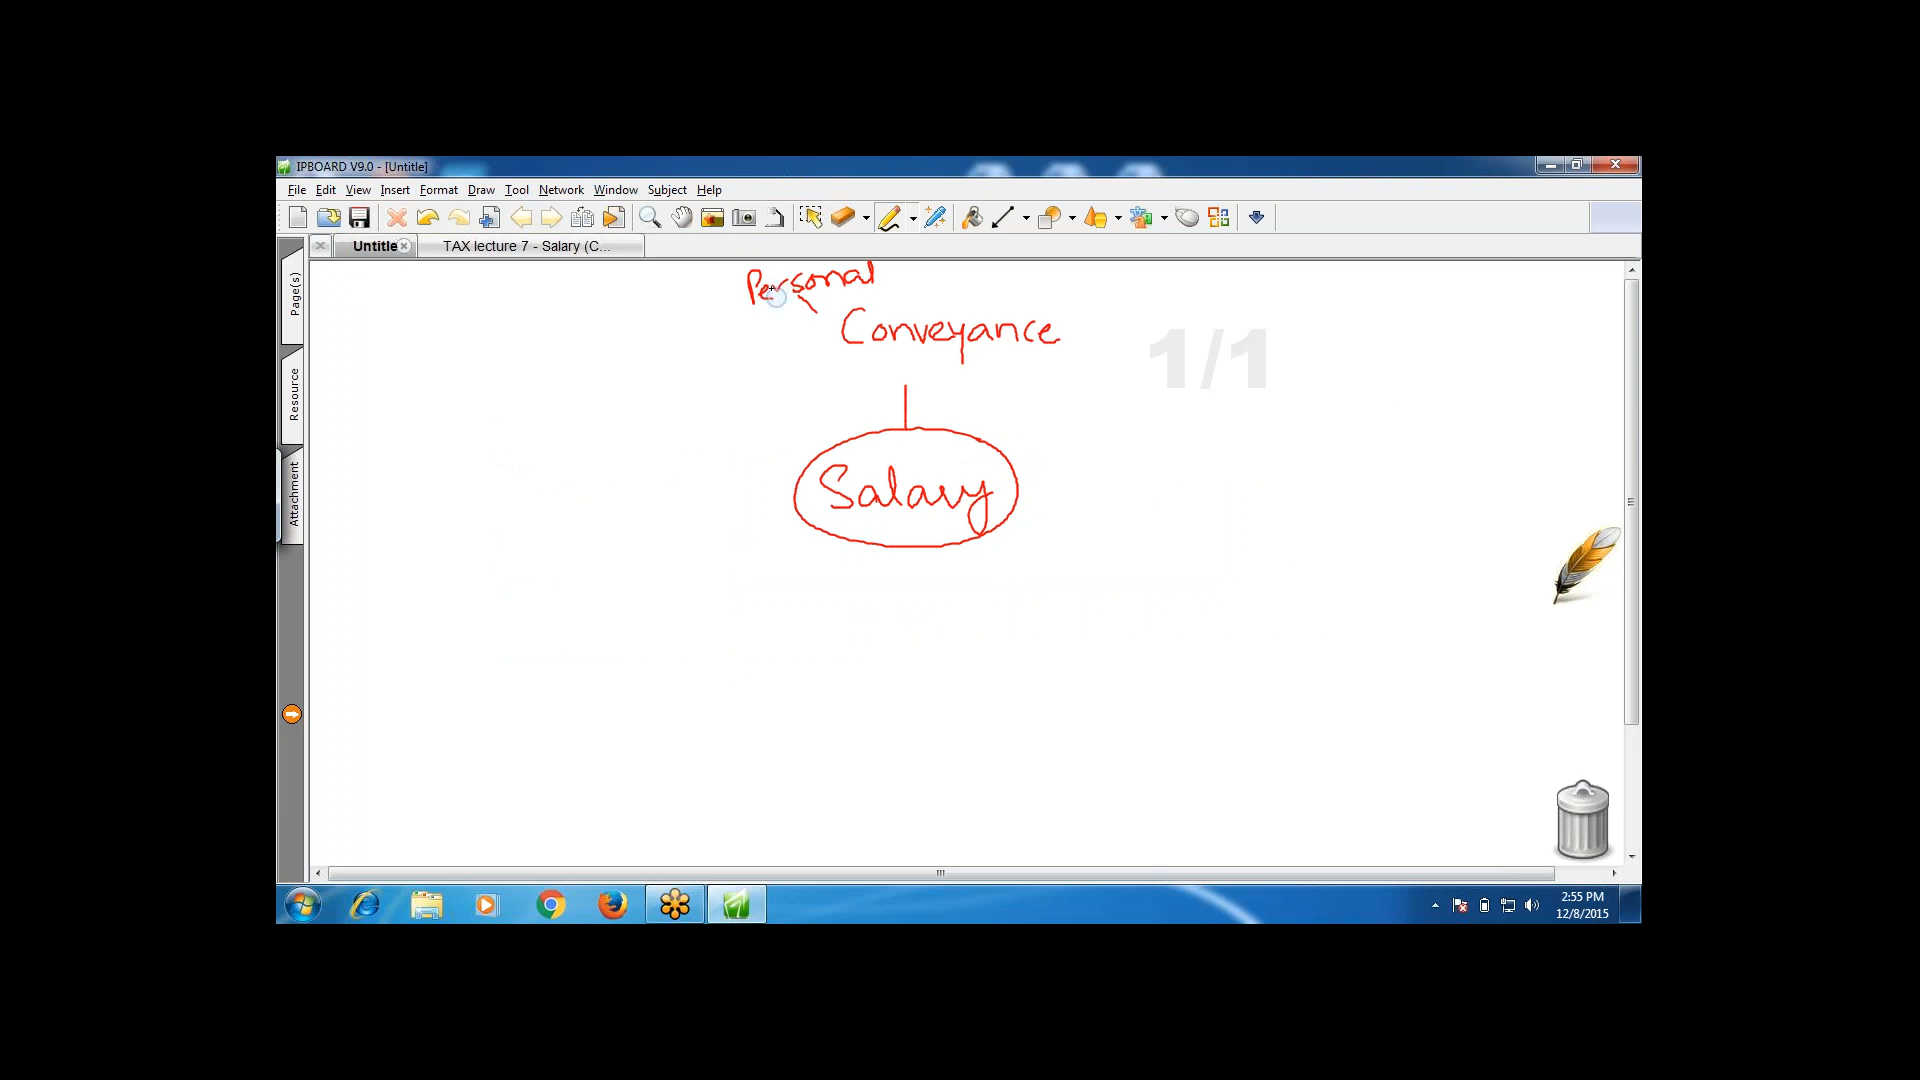 IPBOARD V9.0 - [Untitle]
File Edit View Insert Format Draw Tool Network Window Subject Help
Untitle
TAX lecture 7 - Salary (C...
Page(s)
Resource
Attachment
Personal
Conveyance
1/1
Salary
2:55 PM
12/8/2015